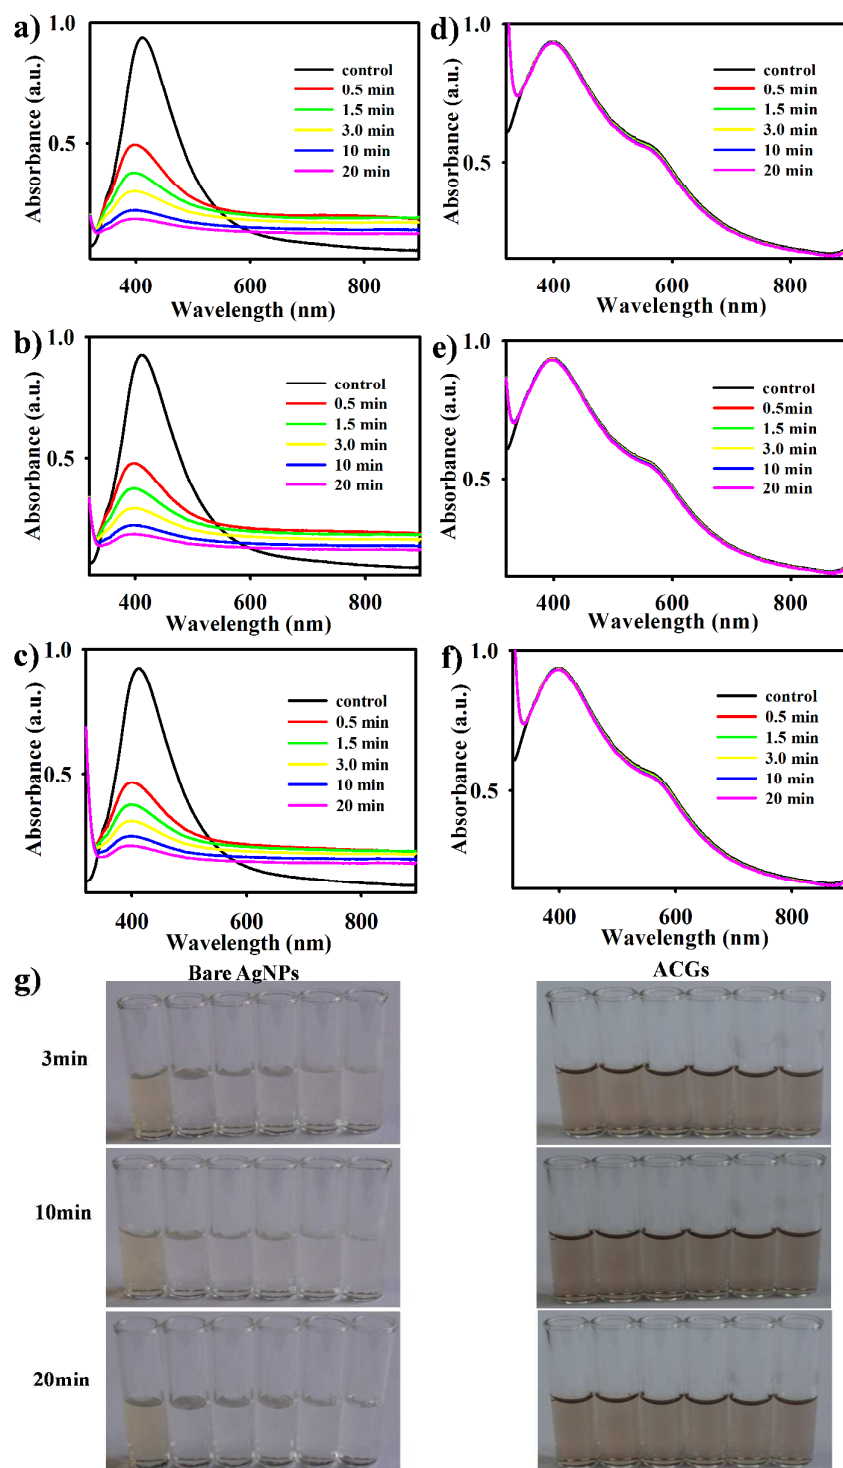 a)
1.0
0.5
Absorbance (a.u.)
control
0.5 min
1.5 min
3.0 min
10 min
20 min
400 600 800
Wavelength (nm)
d)
1.0
0.5
Absorbance (a.u.)
control
0.5 min
1.5 min
3.0 min
10 min
20 min
400 600 800
Wavelength (nm)
b)
1.0
0.5
Absorbance (a.u.)
control
0.5 min
1.5 min
3.0 min
10 min
20 min
400 600 800
Wavelength (nm)
e)
1.0
0.5
Absorbance (a.u.)
control
0.5min
1.5 min
3.0 min
10 min
20 min
400 600 800
Wavelength (nm)
c)
1.0
0.5
Absorbance (a.u.)
control
0.5 min
1.5 min
3.0 min
10 min
20 min
400 600 800
Wavelength (nm)
f)
1.0
0.5
Absorbance (a.u.)
control
0.5 min
1.5 min
3.0 min
10 min
20 min
400 600 800
Wavelength (nm)
g)
Bare AgNPs
ACGs
3min
10min
20min